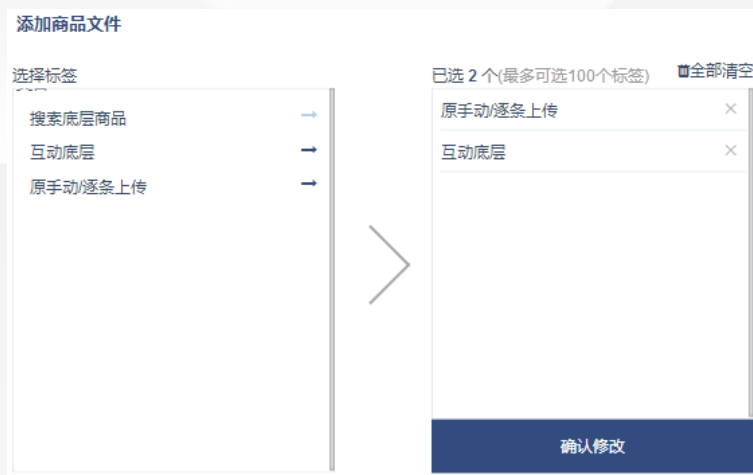 添加商品文件
选择标签
已选 2 个(最多可选100个标签)
全部清空
搜索底层商品
互动底层
原手动/逐条上传
原手动/逐条上传
互动底层
确认修改